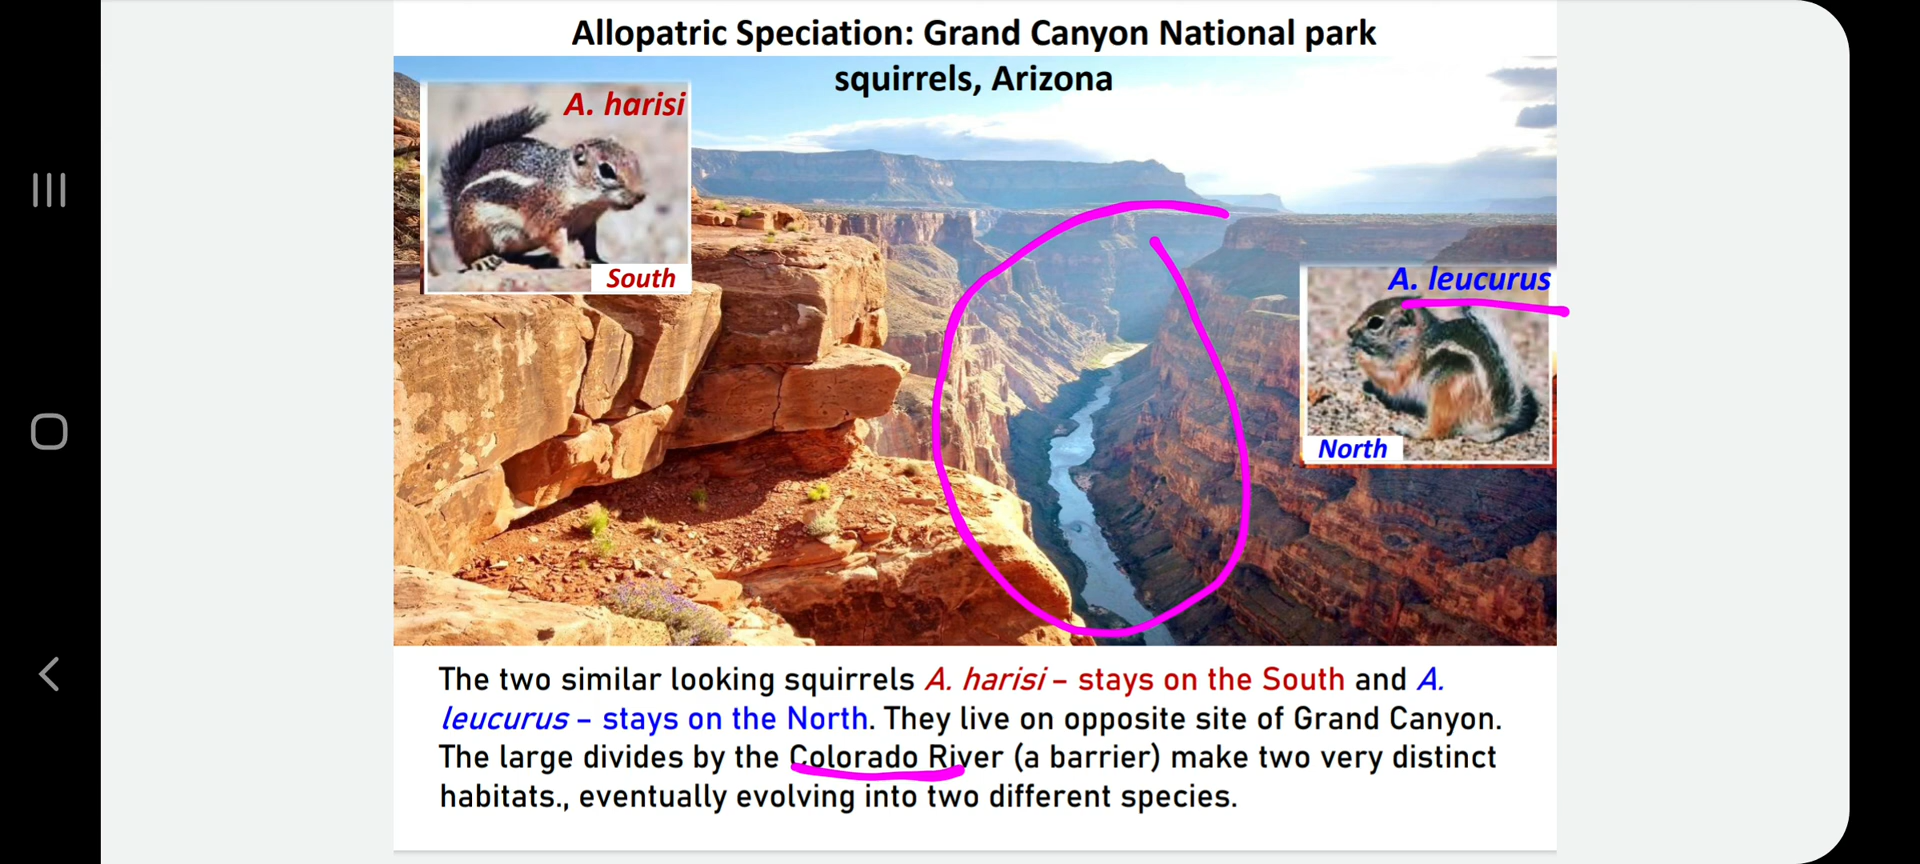 Allopatric Speciation: Grand Canyon National park
squirrels, Arizona
A. harisi
South
A. leucurus
North
The two similar looking squirrels A. harisi – stays on the South and A.
leucurus – stays on the North. They live on opposite site of Grand Canyon.
The large divides by the Colorado River (a barrier) make two very distinct
habitats., eventually evolving into two different species.